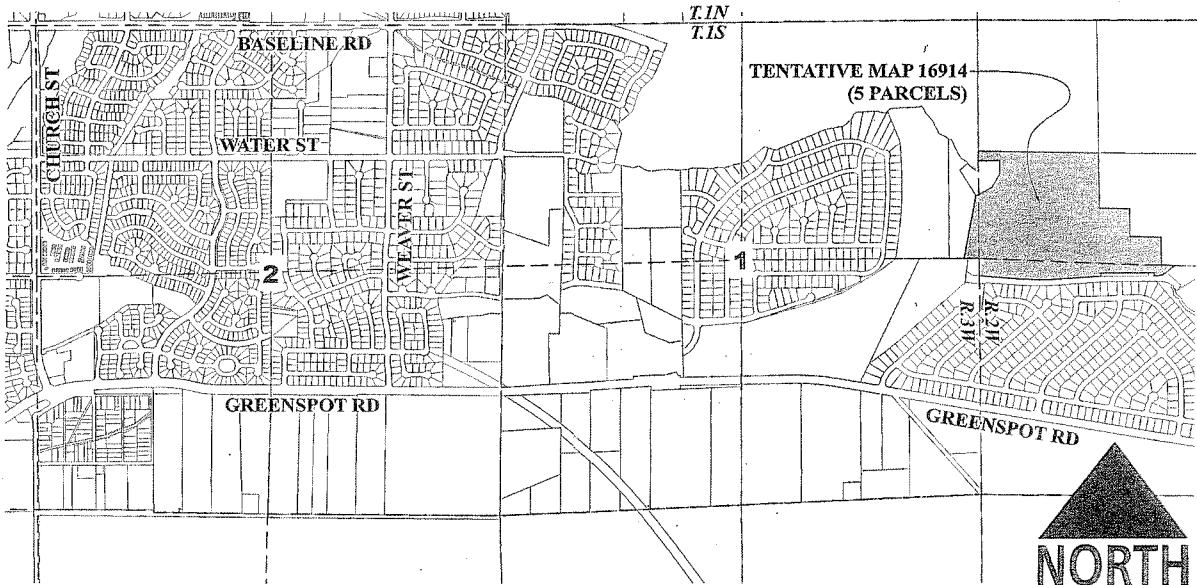 T.1N
T.1S
BASELINE RD
TENTATIVE MAP 16914
(5 PARCELS)
CHURCH ST
WATER ST
WEAVER ST
2
1
R.3W
R.2W
GREENSPOT RD
GREENSPOT RD
NORTH